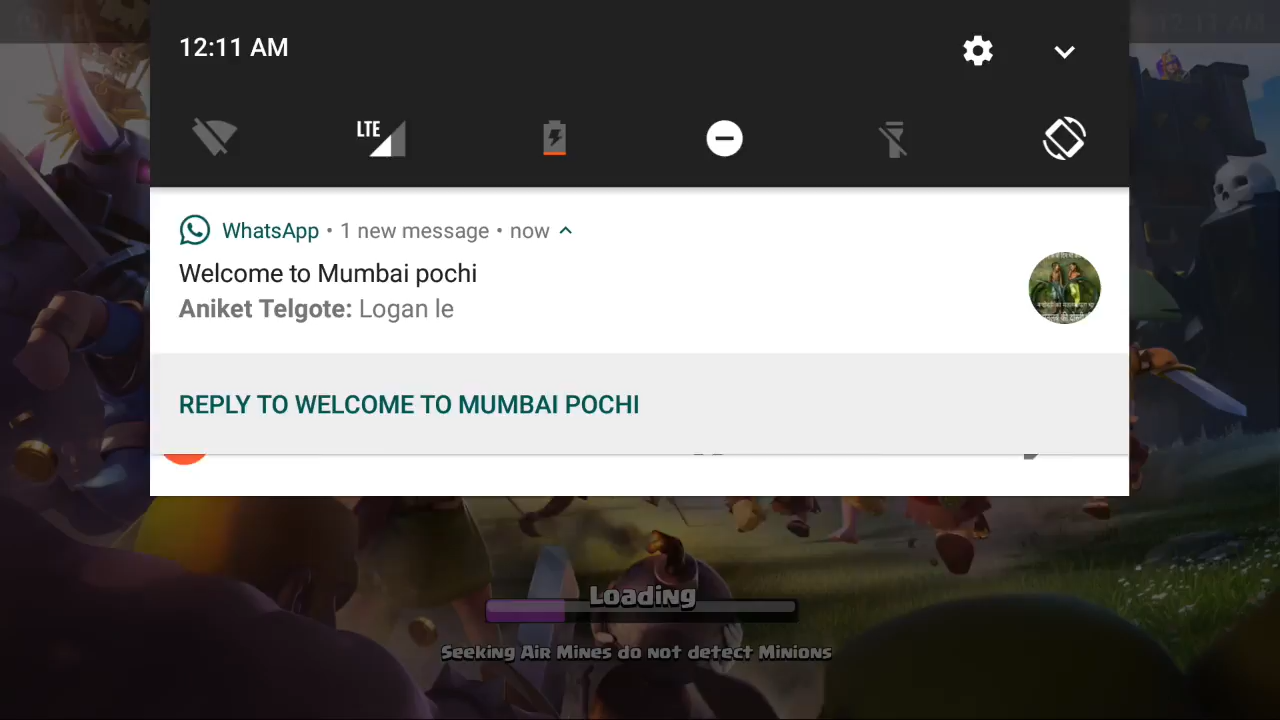 12:11 AM
LTE
WhatsApp • 1 new message • now
Welcome to Mumbai pochi
Aniket Telgote: Logan le
REPLY TO WELCOME TO MUMBAI POCHI
Loading
Seeking Air Mines do not detect Minions